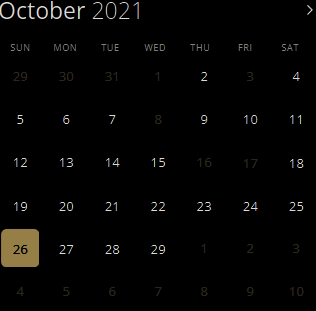 October 2021 >
SUN MON TUE WED THU FRI SAT
29 30 31 1 2 3 4
5 6 7 8 9 10 11
12 13 14 15 16 17 18
19 20 21 22 23 24 25
26 27 28 29 1 2 3
4 5 6 7 8 9 10